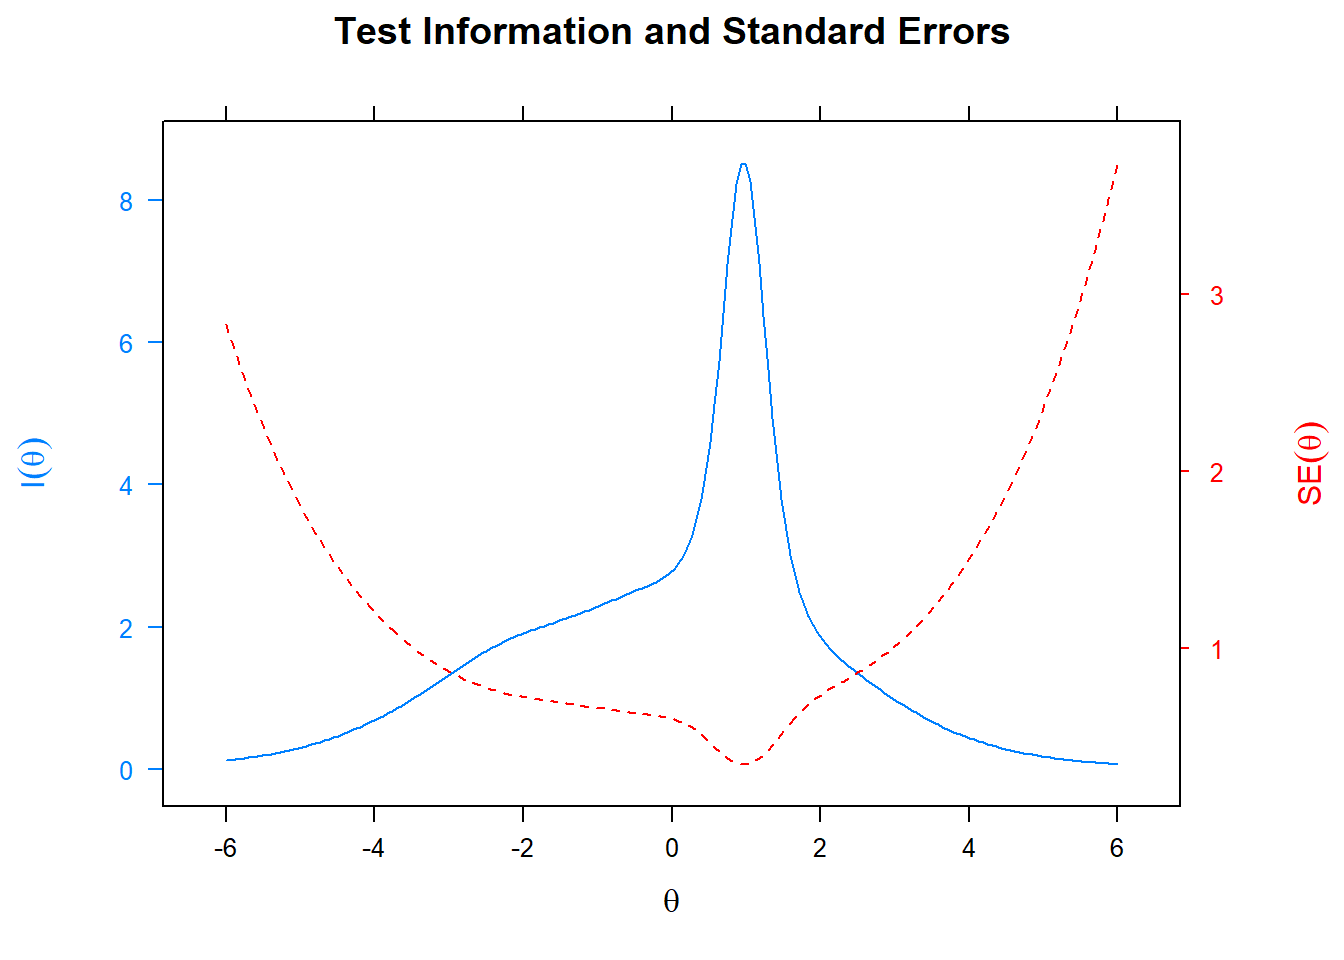 Test Information and Standard Errors
8
6
4
2
0
I(θ)
3
2
1
SE(θ)
-6 -4 -2 0 2 4 6
θ